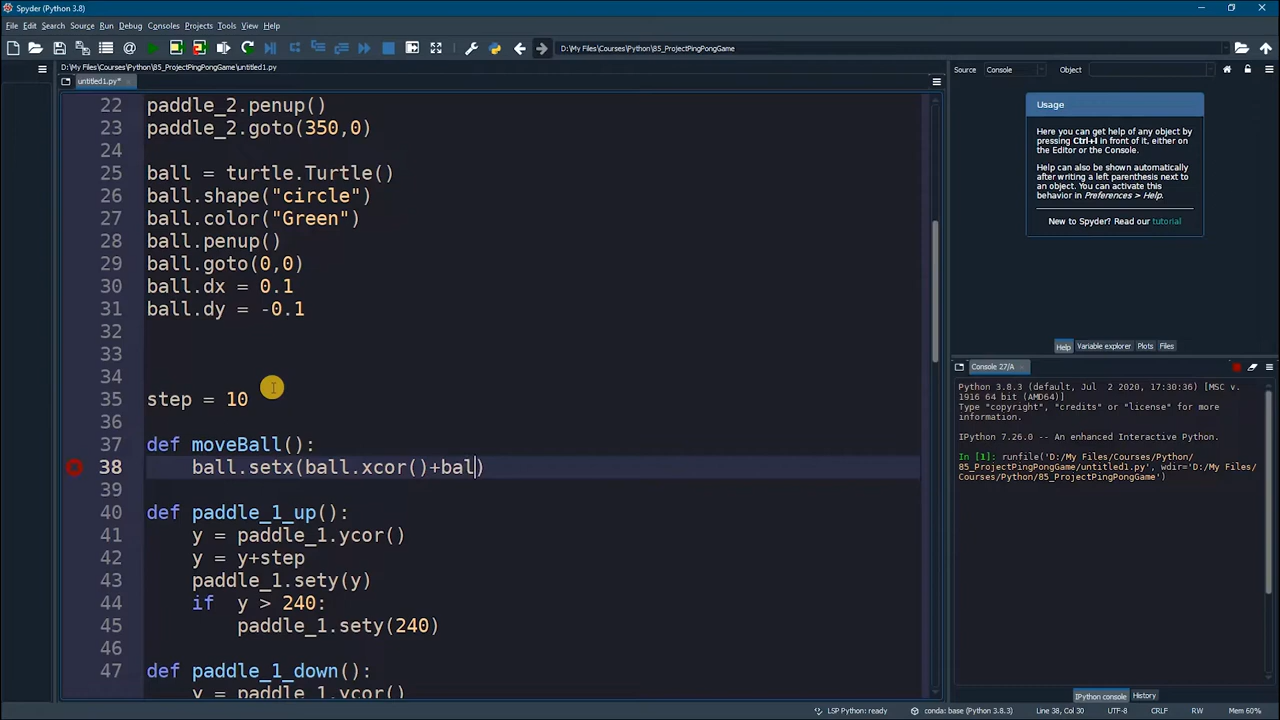 Spyder (Python 3.8)
File Edit Search Source Run Debug Consoles Projects Tools View Help
D:\My Files\Courses\Python\85_ProjectPingPongGame
D:\My Files\Courses\Python\85_ProjectPingPongGame\untitled1.py
untitled1.py*
22 paddle_2.penup()
23 paddle_2.goto(350,0)
24
25 ball = turtle.Turtle()
26 ball.shape("circle")
27 ball.color("Green")
28 ball.penup()
29 ball.goto(0,0)
30 ball.dx = 0.1
31 ball.dy = -0.1
32
33
34
35 step = 10
36
37 def moveBall():
38 ball.setx(ball.xcor()+bal)
39
40 def paddle_1_up():
41 y = paddle_1.ycor()
42 y = y+step
43 paddle_1.sety(y)
44 if  y > 240:
45 paddle_1.sety(240)
46
47 def paddle_1_down():
y = paddle_1.ycor()
Source Console Object
Usage
Here you can get help of any object by
pressing Ctrl+I in front of it, either on
the Editor or the Console.
Help can also be shown automatically
after writing a left parenthesis next to
an object. You can activate this
behavior in Preferences > Help.
New to Spyder? Read our tutorial
Help Variable explorer Plots Files
Console 27/A
Python 3.8.3 (default, Jul  2 2020, 17:30:36) [MSC v.
1916 64 bit (AMD64)]
Type "copyright", "credits" or "license" for more
information.
IPython 7.26.0 -- An enhanced Interactive Python.
In [1]: runfile('D:/My Files/Courses/Python/
85_ProjectPingPongGame/untitled1.py', wdir='D:/My Files/
Courses/Python/85_ProjectPingPongGame')
IPython console History
LSP Python: ready conda: base (Python 3.8.3) Line 38, Col 30 UTF-8 CRLF RW Mem 60%